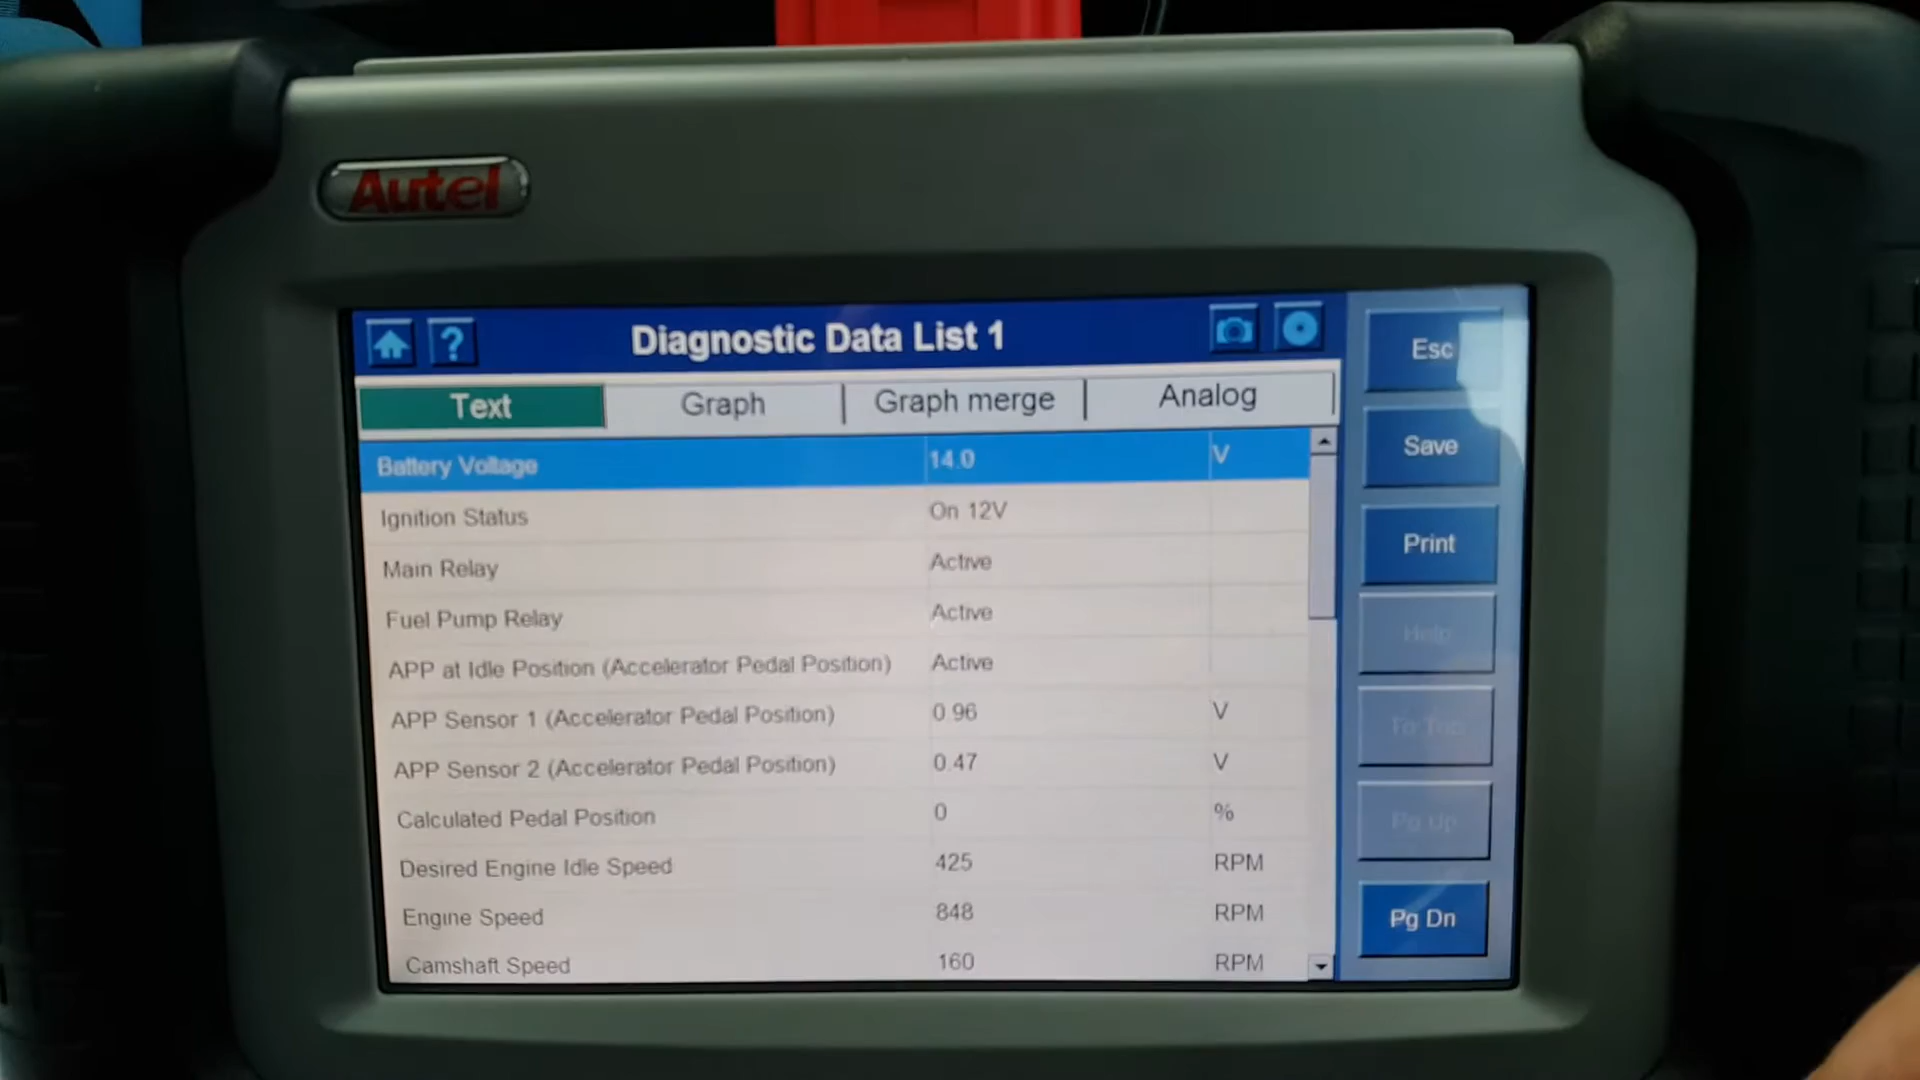 Autel
Diagnostic Data List 1
Text Graph Graph merge Analog
Battery Voltage 14.0 V
Ignition Status On 12V
Main Relay Active
Fuel Pump Relay Active
APP at Idle Position (Accelerator Pedal Position) Active
APP Sensor 1 (Accelerator Pedal Position) 0.96 V
APP Sensor 2 (Accelerator Pedal Position) 0.47 V
Calculated Pedal Position 0 %
Desired Engine Idle Speed 425 RPM
Engine Speed 848 RPM
Camshaft Speed 160 RPM
Esc
Save
Print
Help
To Top
Pg Up
Pg Dn